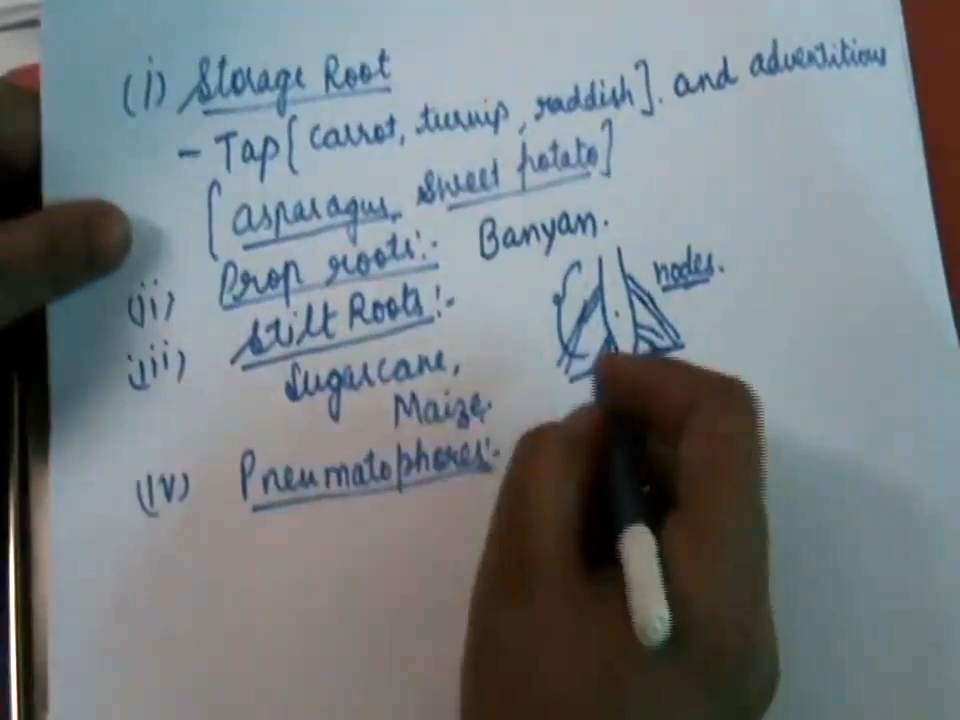 (i) Storage Root
- Tap [carrot, turnip, raddish]. and adventitious
[asparagus, sweet potato]
(ii) Prop roots:- Banyan.
nodes.
(iii) Stilt Roots:-
Sugarcane,
Maize.
(iv) Pneumatophores:-